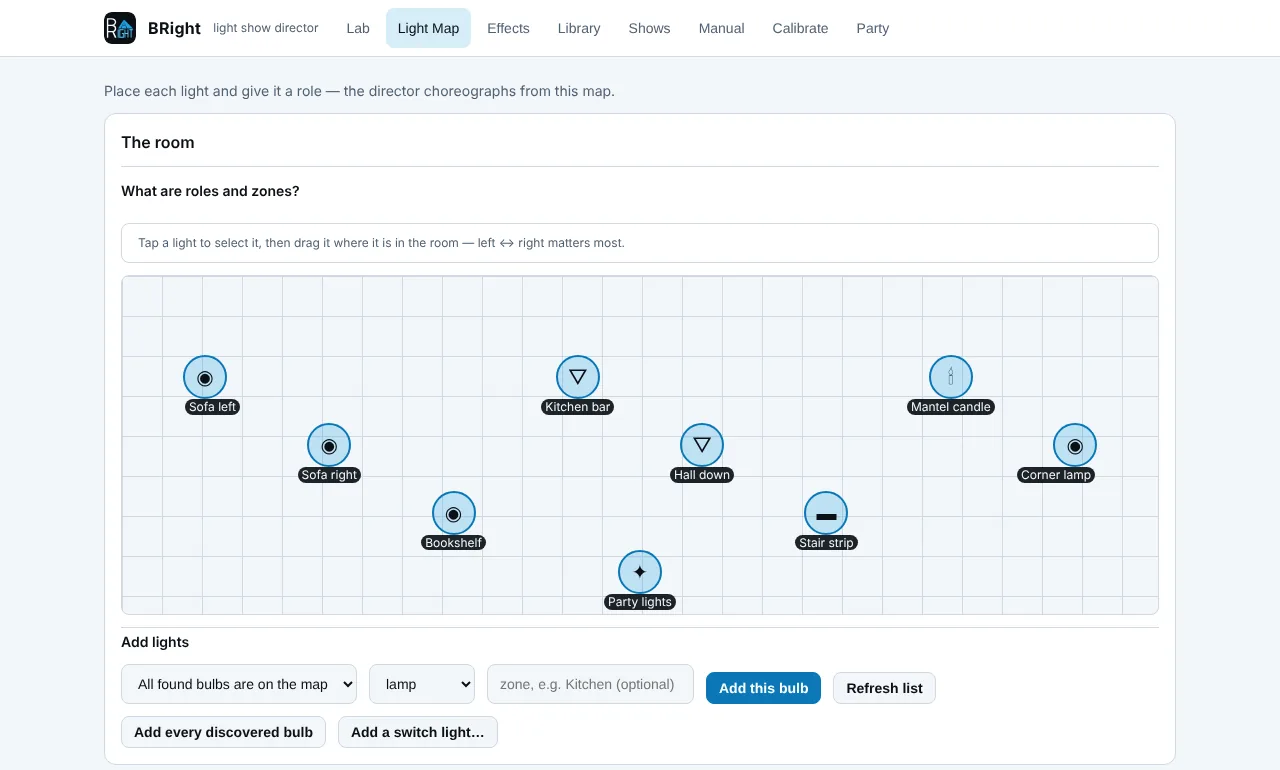 BRight light show director Lab Light Map Effects Library Shows Manual Calibrate Party
Place each light and give it a role — the director choreographs from this map.
The room
What are roles and zones?
Tap a light to select it, then drag it where it is in the room — left ↔ right matters most.
Sofa left Kitchen bar Mantel candle
Sofa right Hall down Corner lamp
Bookshelf Stair strip
Party lights
Add lights
All found bulbs are on the map lamp zone, e.g. Kitchen (optional) Add this bulb Refresh list
Add every discovered bulb Add a switch light…